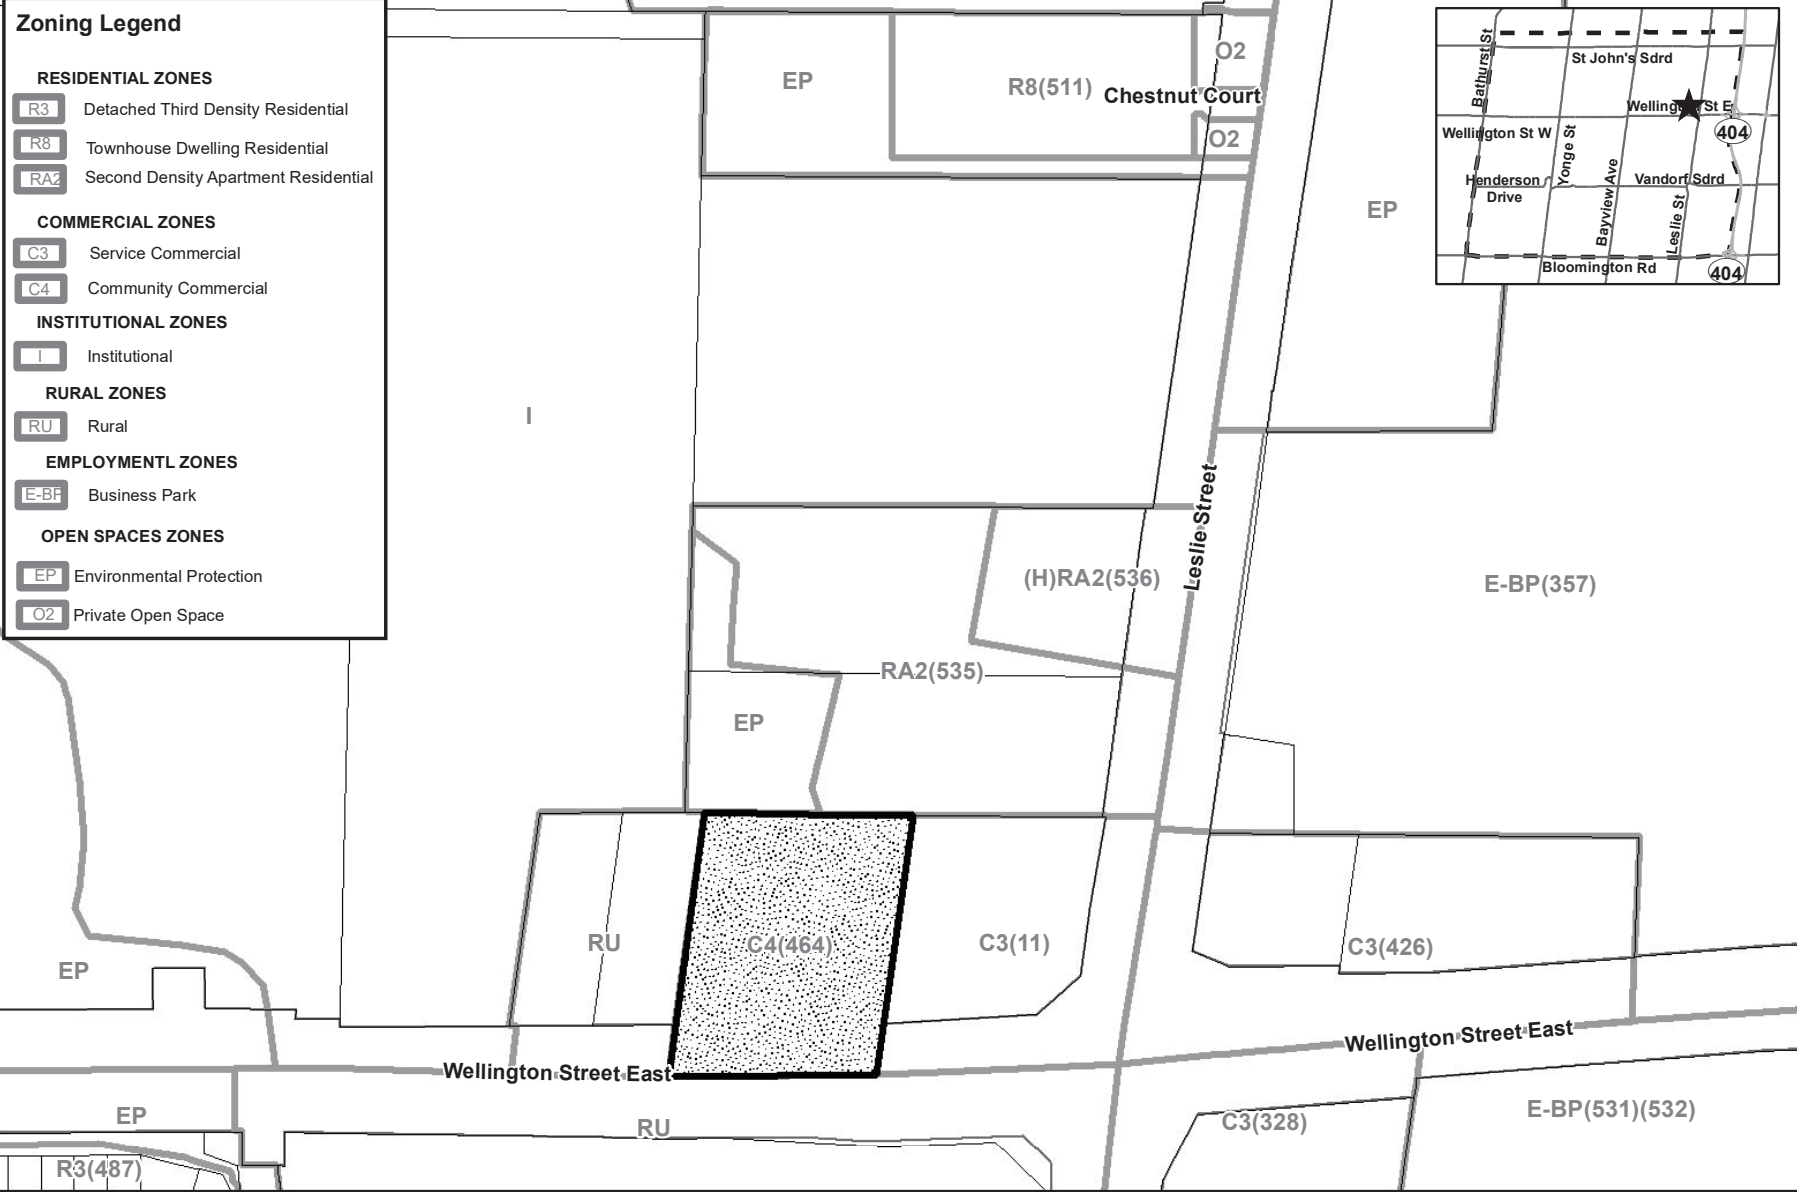 Zoning Legend
RESIDENTIAL ZONES
R3 Detached Third Density Residential
R8 Townhouse Dwelling Residential
RA2 Second Density Apartment Residential
COMMERCIAL ZONES
C3 Service Commercial
C4 Community Commercial
INSTITUTIONAL ZONES
I Institutional
RURAL ZONES
RU Rural
EMPLOYMENTL ZONES
E-BP Business Park
OPEN SPACES ZONES
EP Environmental Protection
O2 Private Open Space
EP
R8(511)
O2
Chestnut Court
O2
EP
St John's Sdrd
Bathurst St
Wellington St E
Wellington St W
404
Yonge St
Henderson
Drive
Bayview Ave
Vandorf Sdrd
Leslie St
Bloomington Rd
404
I
Leslie Street
(H)RA2(536)
E-BP(357)
RA2(535)
EP
RU
C4(464)
C3(11)
C3(426)
EP
Wellington Street East
Wellington Street East
EP
RU
C3(328)
E-BP(531)(532)
R3(487)